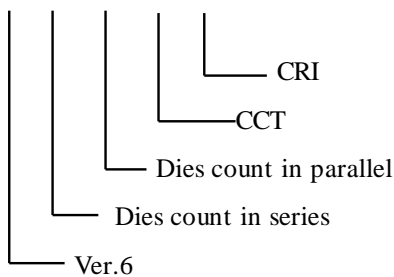 CRI
CCT
Dies count in parallel
Dies count in series
Ver.6